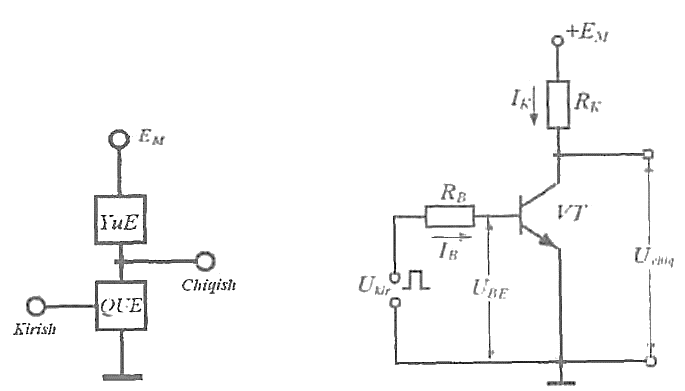 E_M
YuE
Chiqish
QUE
Kirish
+E_M
I_K
R_K
R_B
VT
I_B
U_kir
U_BE
U_chiq